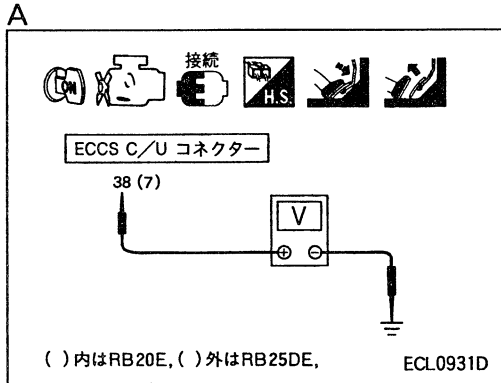 A
接続
ON
H.S.
ECCS C/U コネクター
38 (7)
V
⊕ ⊖
( )内はRB20E, ( )外はRB25DE,
ECL0931D